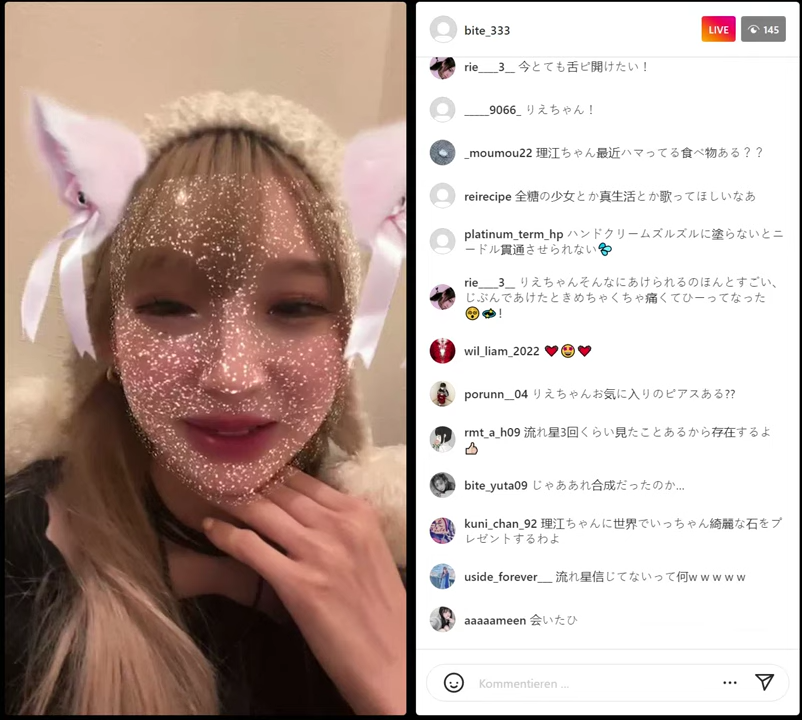 bite_333
LIVE 145
rie___3__ 今とても舌ピ開けたい！
_____9066_ りえちゃん！
_moumou22 理江ちゃん最近ハマってる食べ物ある？？
reirecipe 全糖の少女とか真生活とか歌ってほしいなあ
platinum_term_hp ハンドクリームズルズルに塗らないとニ
ードル貫通させられない💦
rie___3__ りえちゃんそんなにあけられるのほんとすごい、
じぶんであけたときめちゃくちゃ痛くてひーってなった
！
wil_liam_2022 ❤😍❤
porunn__04 りえちゃんお気に入りのピアスある??
rmt_a_h09 流れ星3回くらい見たことあるから存在するよ
👍🏻
bite_yuta09 じゃああれ合成だったのか...
kuni_chan_92 理江ちゃんに世界でいっちゃん綺麗な石をプ
レゼントするわよ
uside_forever___ 流れ星信じてないって何ｗｗｗｗｗ
aaaaameen 会いたひ
Kommentieren ...